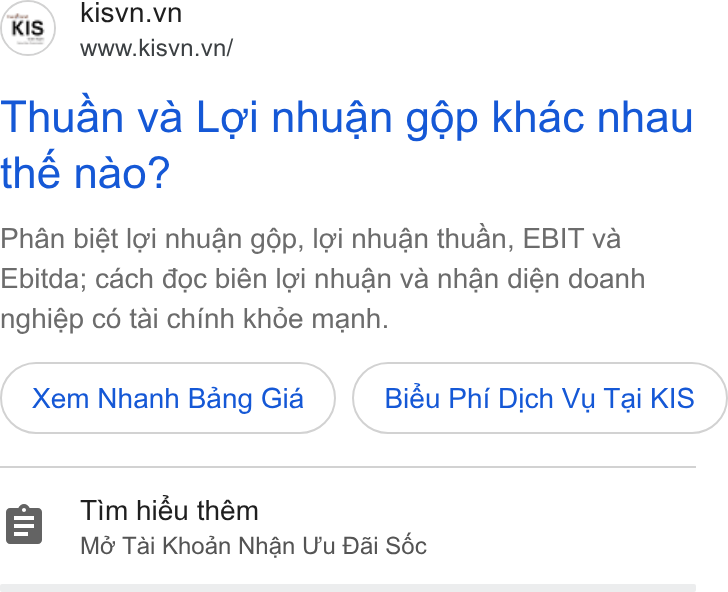 KIS
kisvn.vn
www.kisvn.vn/
Thuần và Lợi nhuận gộp khác nhau
thế nào?
Phân biệt lợi nhuận gộp, lợi nhuận thuần, EBIT và
Ebitda; cách đọc biên lợi nhuận và nhận diện doanh
nghiệp có tài chính khỏe mạnh.
Xem Nhanh Bảng Giá
Biểu Phí Dịch Vụ Tại KIS
Tìm hiểu thêm
Mở Tài Khoản Nhận Ưu Đãi Sốc